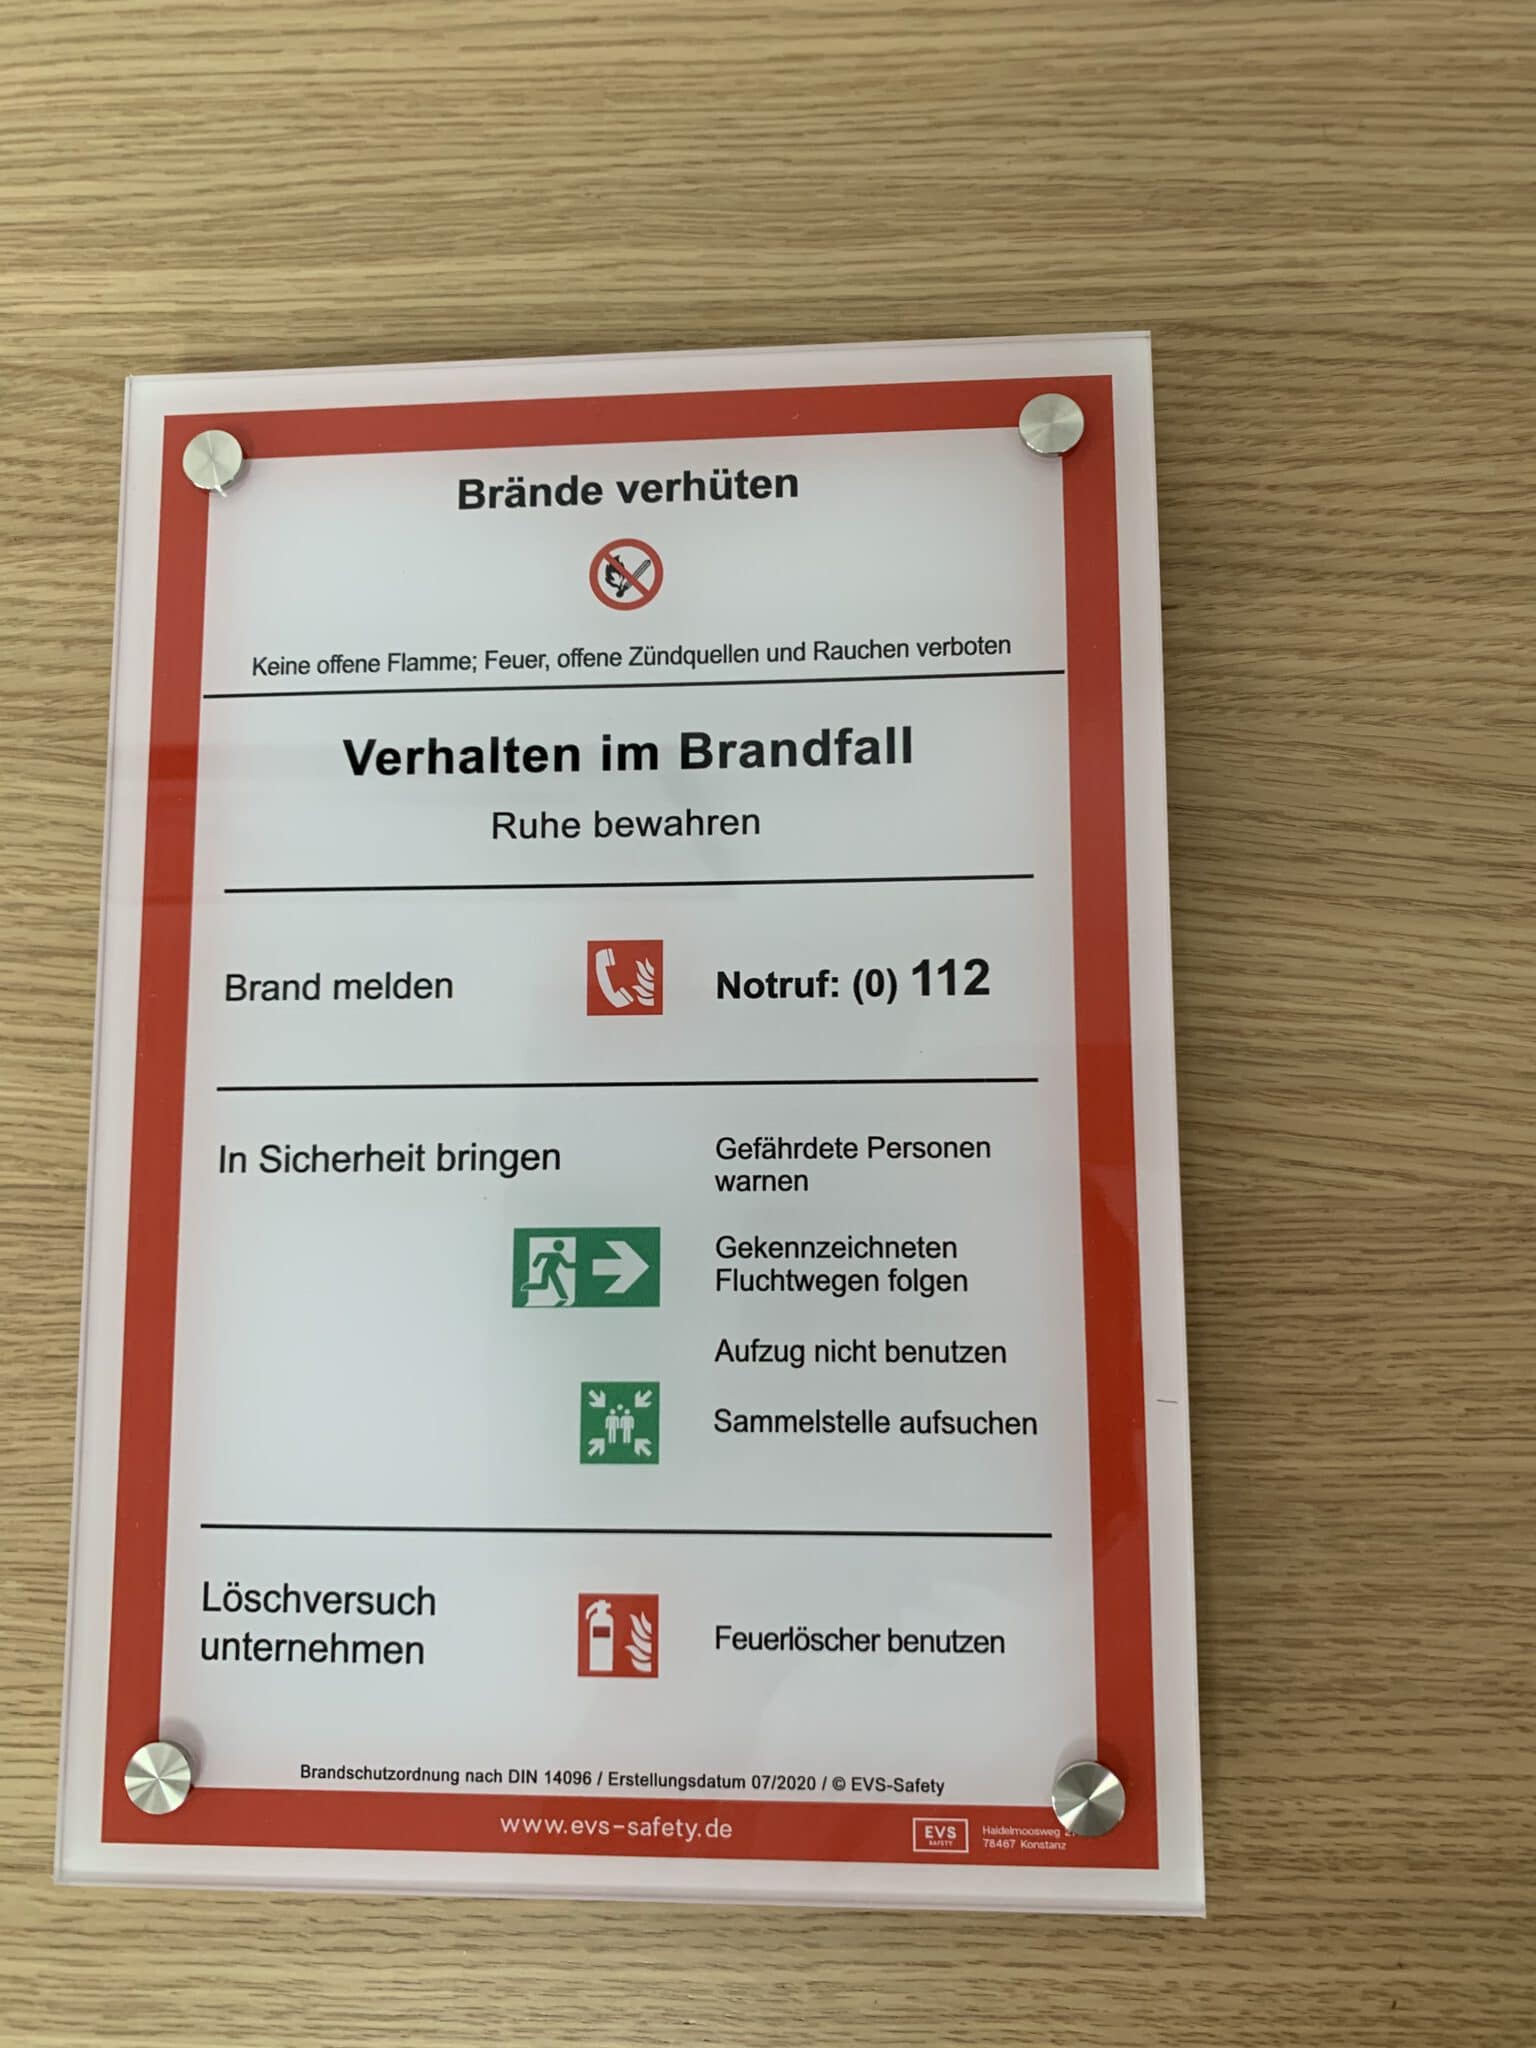 Brände verhüten
Keine offene Flamme; Feuer, offene Zündquellen und Rauchen verboten
Verhalten im Brandfall
Ruhe bewahren
Brand melden
Notruf: (0) 112
In Sicherheit bringen
Gefährdete Personen
warnen
Gekennzeichneten
Fluchtwegen folgen
Aufzug nicht benutzen
Sammelstelle aufsuchen
Löschversuch
unternehmen
Feuerlöscher benutzen
Brandschutzordnung nach DIN 14096 / Erstellungsdatum 07/2020 / © EVS-Safety
www.evs-safety.de
EVS
SAFETY
Haidelmoosweg
78467 Konstanz